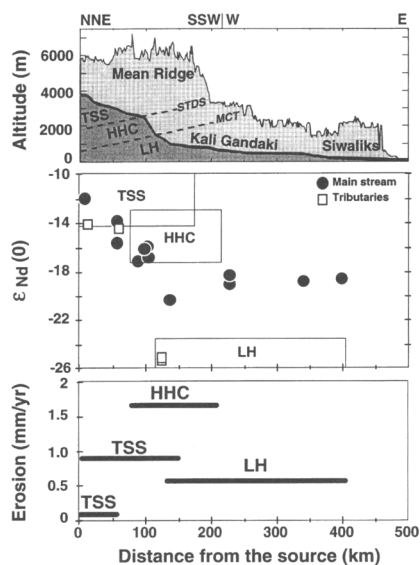 NNE SSW W E
Altitude (m)
6000
4000
2000
0
Mean Ridge
TSS
STDS
HHC
MCT
LH
Kali Gandaki
Siwaliks
ε Nd (0)
-10
-14
-18
-22
-26
TSS
Main stream
Tributaries
HHC
LH
Erosion (mm/yr)
2
1.5
1.0
0.5
0
HHC
TSS
LH
TSS
0 100 200 300 400 500
Distance from the source (km)